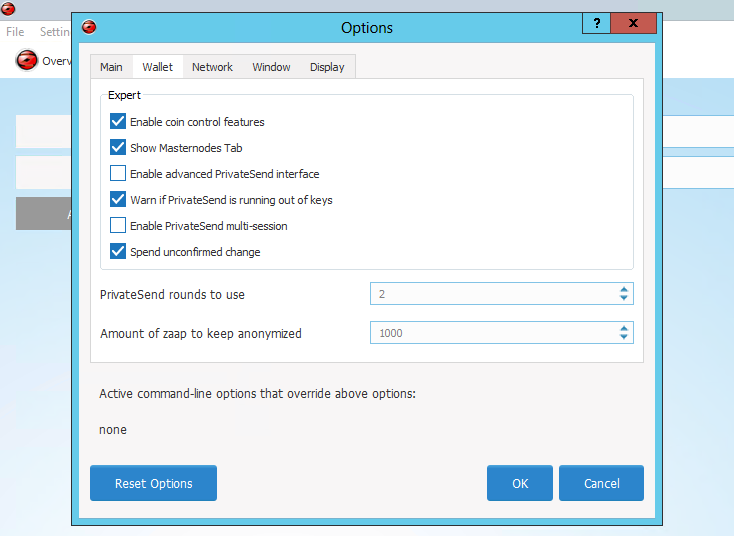 Options
?
x
File Settin
Overv
Main Wallet Network Window Display
Expert
Enable coin control features
Show Masternodes Tab
Enable advanced PrivateSend interface
Warn if PrivateSend is running out of keys
Enable PrivateSend multi-session
Spend unconfirmed change
PrivateSend rounds to use 2
Amount of zaap to keep anonymized 1000
Active command-line options that override above options:
none
Reset Options OK Cancel